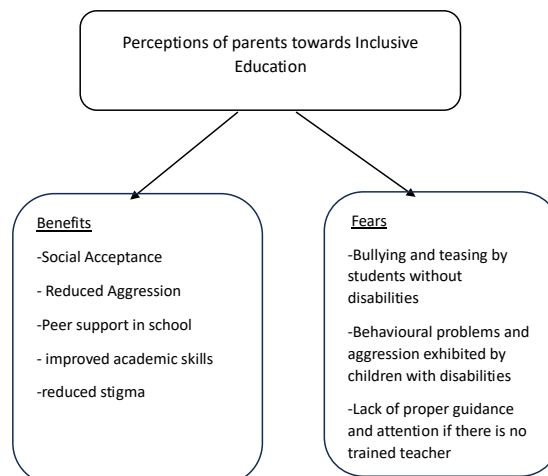 Perceptions of parents towards Inclusive
Education
Benefits
-Social Acceptance
- Reduced Aggression
-Peer support in school
- improved academic skills
-reduced stigma
Fears
-Bullying and teasing by
students without
disabilities
-Behavioural problems and
aggression exhibited by
children with disabilities
-Lack of proper guidance
and attention if there is no
trained teacher